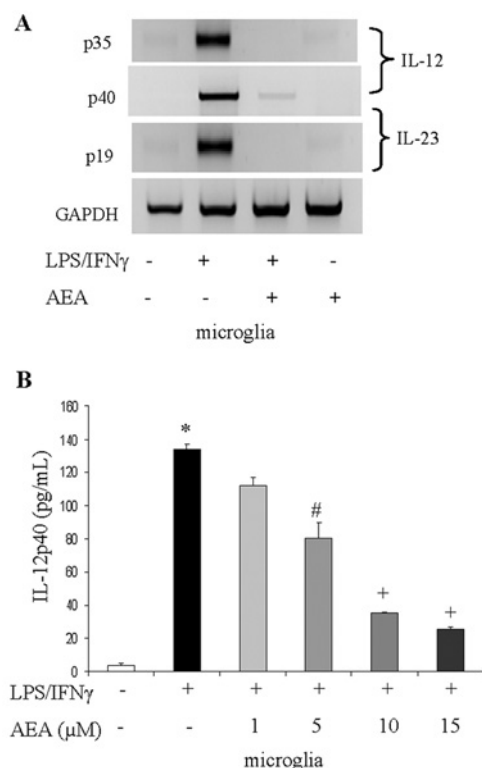 A
p35
IL-12
p40
IL-23
p19
GAPDH
LPS/IFNγ - + + -
AEA - - + +
microglia
B
IL-12p40 (pg/mL)
160
140
120
100
80
60
40
20
0
*
#
+
+
LPS/IFNγ - + + + + +
AEA (μM) - - 1 5 10 15
microglia